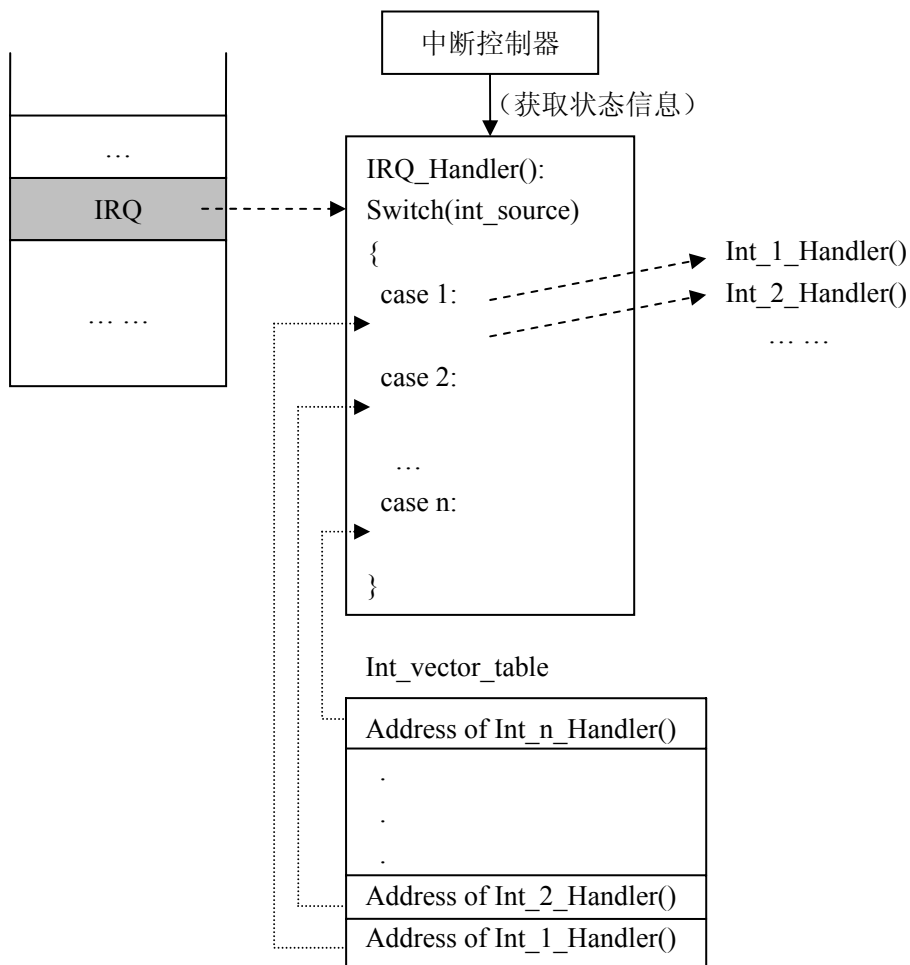 中断控制器
（获取状态信息）
…
IRQ
… …
IRQ_Handler():
Switch(int_source)
{
case 1:
case 2:
…
case n:
}
Int_1_Handler()
Int_2_Handler()
… …
Int_vector_table
Address of Int_n_Handler()
.
.
.
Address of Int_2_Handler()
Address of Int_1_Handler()